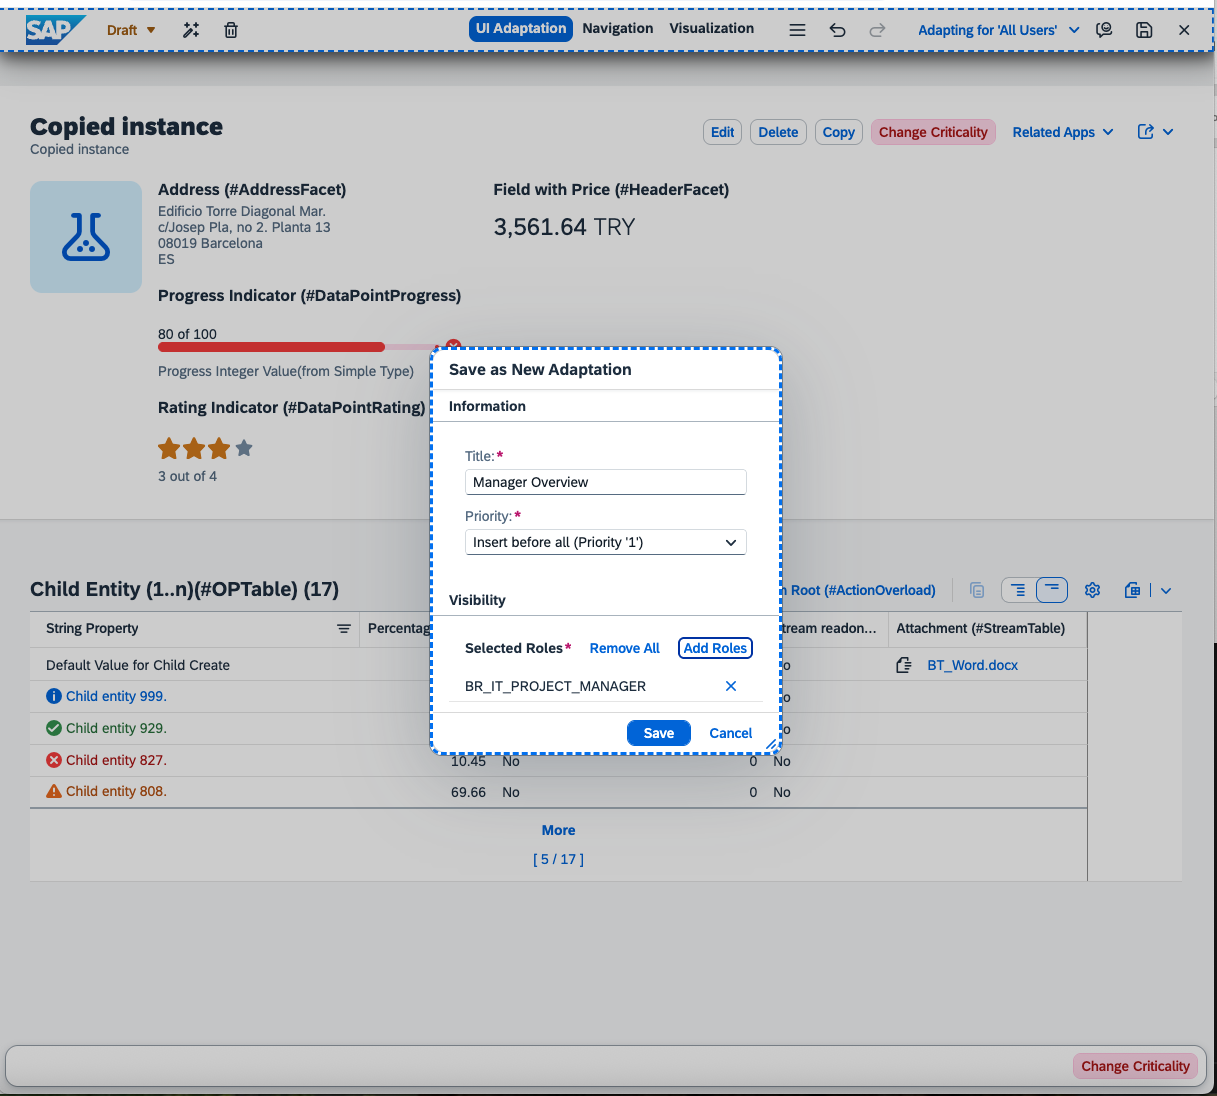 SAP Draft UI Adaptation Navigation Visualization Adapting for 'All Users'
Copied instance
Copied instance
Edit Delete Copy Change Criticality Related Apps
Address (#AddressFacet)
Edificio Torre Diagonal Mar.
c/Josep Pla, no 2. Planta 13
08019 Barcelona
ES
Field with Price (#HeaderFacet)
3,561.64 TRY
Progress Indicator (#DataPointProgress)
80 of 100
Progress Integer Value(from Simple Type)
Rating Indicator (#DataPointRating)
3 out of 4
Save as New Adaptation
Information
Title:*
Manager Overview
Priority:*
Insert before all (Priority '1')
Visibility
Selected Roles* Remove All Add Roles
BR_IT_PROJECT_MANAGER
Save Cancel
Child Entity (1..n)(#OPTable) (17) Root (#ActionOverload)
String Property readon... Attachment (#StreamTable)
Default Value for Child Create BT_Word.docx
Child entity 999.
Child entity 929.
Child entity 827. 10.45 No 0 No
Child entity 808. 69.66 No 0 No
More
[ 5 / 17 ]
Change Criticality